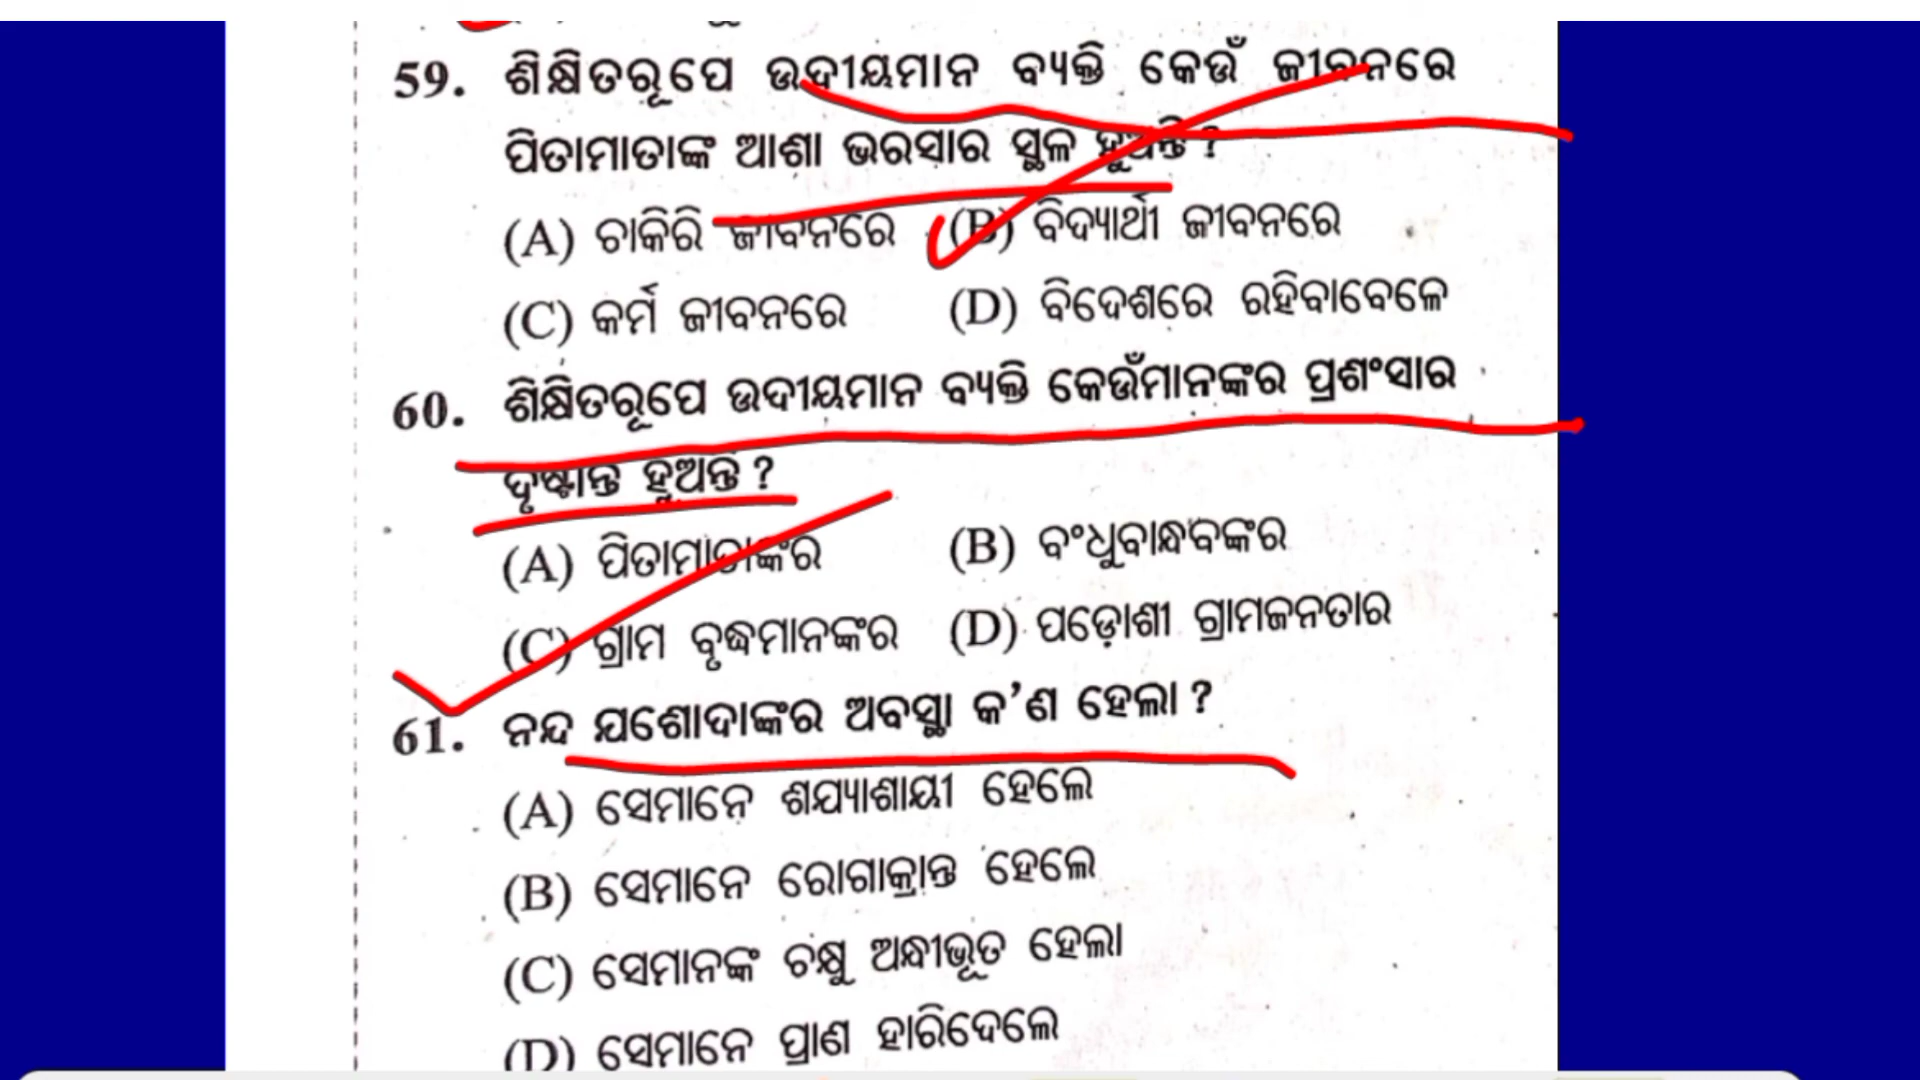 59. ଶିକ୍ଷିତରୂପେ ଉଦୀୟମାନ ବ୍ୟକ୍ତି କେଉଁ ଜୀବନରେ
ପିତାମାତାଙ୍କ ଆଶା ଭରସାର ସ୍ଥଳ ହୁଅନ୍ତି ?
(A) ଚାକିରି ଜୀବନରେ (B) ବିଦ୍ୟାର୍ଥୀ ଜୀବନରେ
(C) କର୍ମ ଜୀବନରେ (D) ବିଦେଶରେ ରହିବାବେଳେ
60. ଶିକ୍ଷିତରୂପେ ଉଦୀୟମାନ ବ୍ୟକ୍ତି କେଉଁମାନଙ୍କର ପ୍ରଶଂସାର
ଦୃଷ୍ଟାନ୍ତ ହୁଅନ୍ତି ?
(A) ପିତାମାତାଙ୍କର (B) ବଂଧୁବାନ୍ଧବଙ୍କର
(C) ଗ୍ରାମ ବୃଦ୍ଧମାନଙ୍କର (D) ପଡ଼ୋଶୀ ଗ୍ରାମଜନତାର
61. ନନ୍ଦ ଯଶୋଦାଙ୍କର ଅବସ୍ଥା କ'ଣ ହେଲା ?
(A) ସେମାନେ ଶଯ୍ୟାଶାୟୀ ହେଲେ
(B) ସେମାନେ ରୋଗାକ୍ରାନ୍ତ ହେଲେ
(C) ସେମାନଙ୍କ ଚକ୍ଷୁ ଅନ୍ଧୀଭୂତ ହେଲା
(D) ସେମାନେ ପ୍ରାଣ ହାରିଦେଲେ